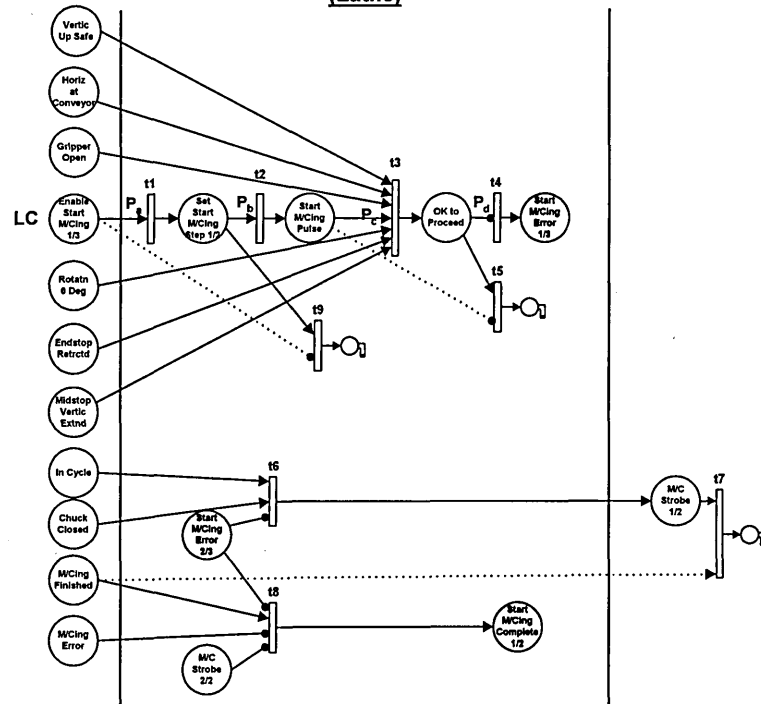 (Lathe)
Vertic
Up Safe
Horiz
at
Conveyor
Gripper
Open
LC
Enable
Start
M/Cing
1/3
Pa
t1
Set
Start
M/Cing
Step 1/2
Pb
t2
Start
M/Cing
Pulse
Pc
t3
OK to
Proceed
Pd
t4
Start
M/Cing
Error
1/3
t5
Rotatn
0 Deg
t9
Endstop
Retrctd
Midstop
Vertic
Extnd
In Cycle
t6
M/C
Strobe
1/2
t7
Chuck
Closed
Start
M/Cing
Error
2/3
M/Cing
Finished
t8
Start
M/Cing
Complete
1/2
M/Cing
Error
M/C
Strobe
2/2